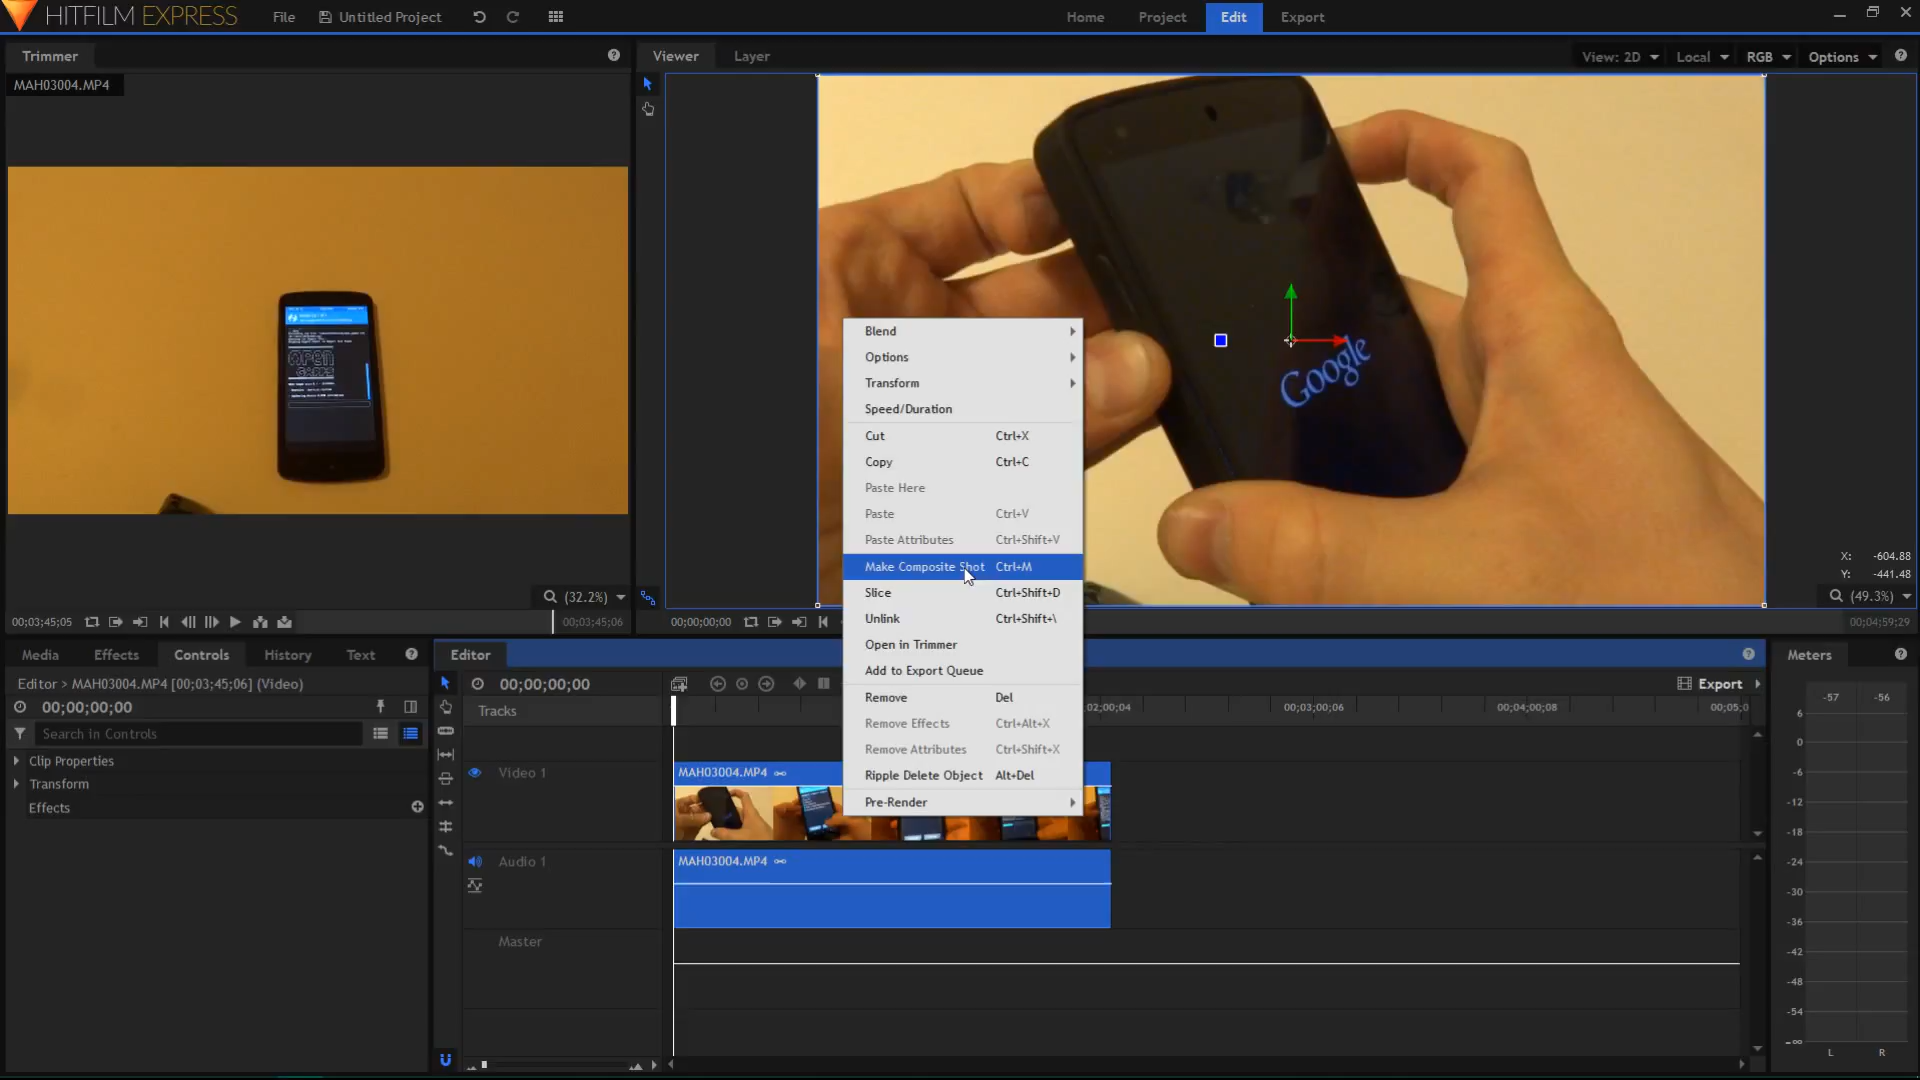 HITFILM EXPRESS
File
Untitled Project
Home
Project
Edit
Export
Trimmer
MAH03004.MP4
Viewer
Layer
View: 2D
Local
RGB
Options
Google
X: -604.88
Y: -441.48
(32.2%)
(49.3%)
00;03;45;05
00;03;45;06
00;00;00;00
00;04;59;29
Blend
Options
Transform
Speed/Duration
Cut Ctrl+X
Copy Ctrl+C
Paste Here
Paste Ctrl+V
Paste Attributes Ctrl+Shift+V
Make Composite Shot Ctrl+M
Slice Ctrl+Shift+D
Unlink Ctrl+Shift+\
Open in Trimmer
Add to Export Queue
Remove Del
Remove Effects Ctrl+Alt+X
Remove Attributes Ctrl+Shift+X
Ripple Delete Object Alt+Del
Pre-Render
Media
Effects
Controls
History
Text
Editor > MAH03004.MP4 [00;03;45;06] (Video)
00;00;00;00
Search in Controls
Clip Properties
Transform
Effects
Editor
00;00;00;00
Export
Tracks
02;00;04
00;03;00;06
00;04;00;08
00;05;0
Video 1
MAH03004.MP4
Audio 1
MAH03004.MP4
Master
Meters
-57
-56
6
0
-6
-12
-18
-24
-30
-36
-42
-48
-54
-∞
L
R